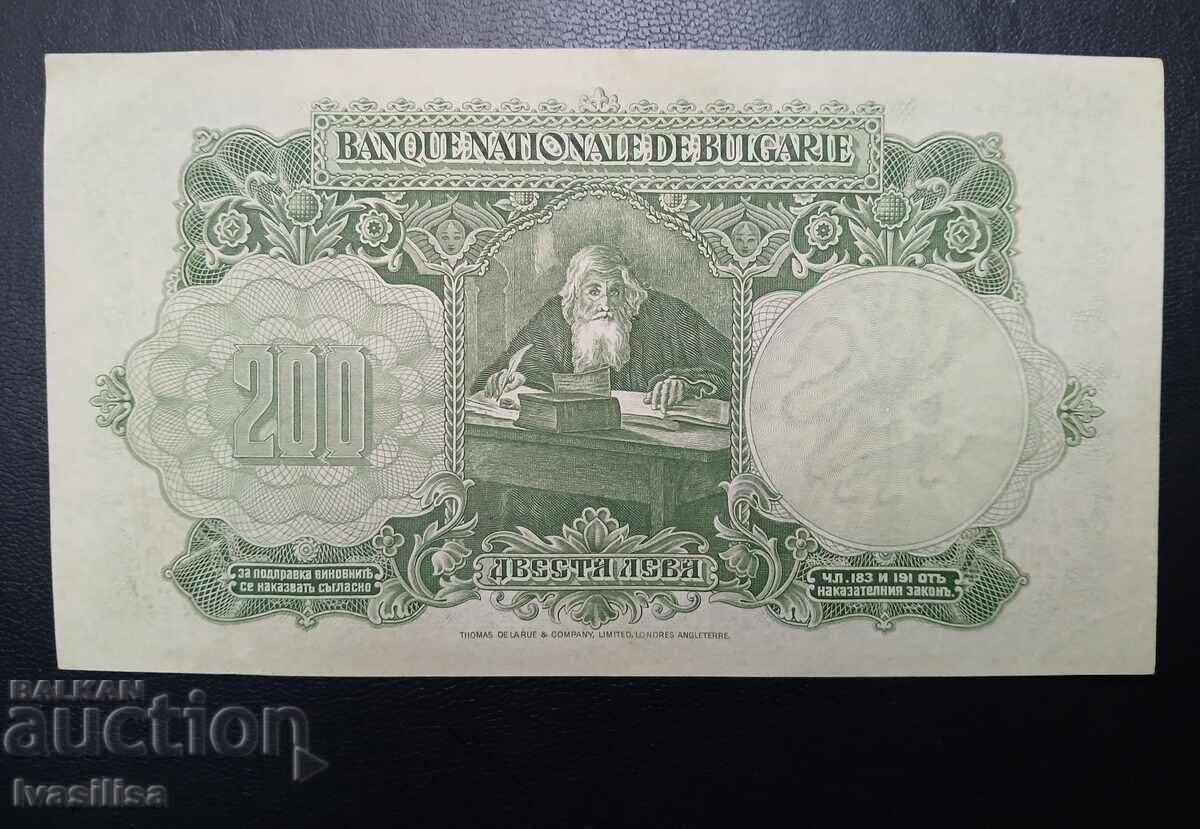 BANQUE NATIONALE DE BULGARIE
200
ЗА ПОДПРАВКА ВИНОВНИТѢ
СЕ НАКАЗВАТЪ СЪГЛАСНО
ДВЕСТА ЛЕВА
ЧЛ. 183 И 191 ОТЪ
НАКАЗАТЕЛНИЯ ЗАКОНЪ.
THOMAS DE LA RUE & COMPANY, LIMITED, LONDRES ANGLETERRE.
BALKAN
auction
Ivasilisa